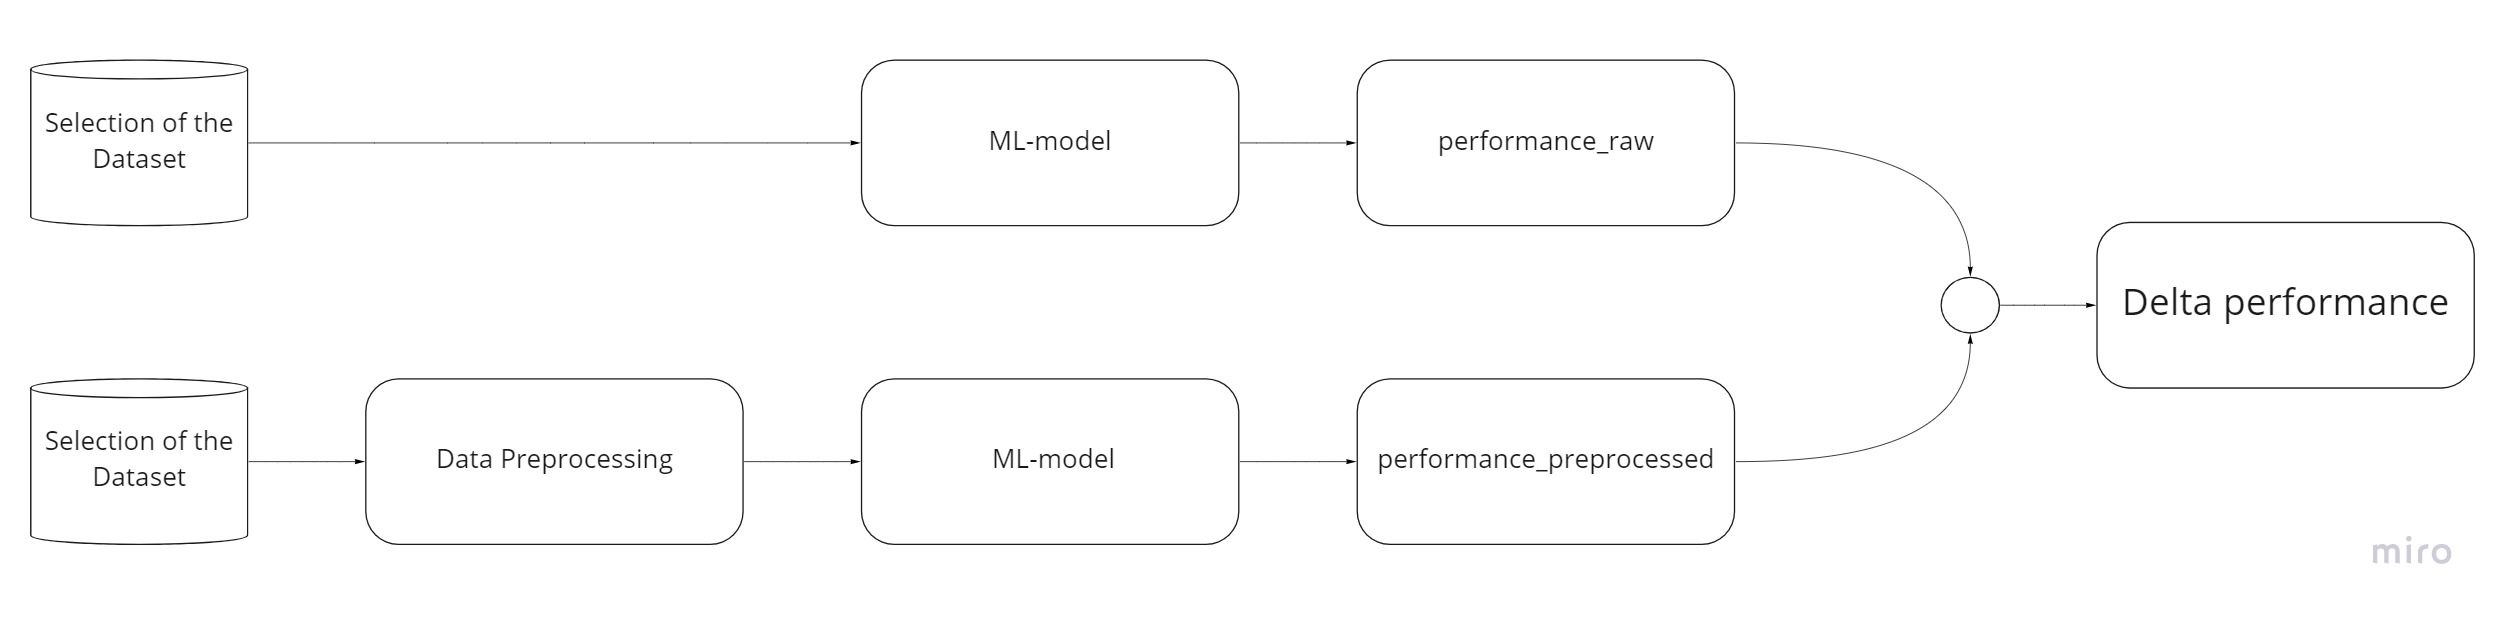 Selection of the
Dataset
ML-model
performance_raw
Delta performance
Selection of the
Dataset
Data Preprocessing
ML-model
performance_preprocessed
miro